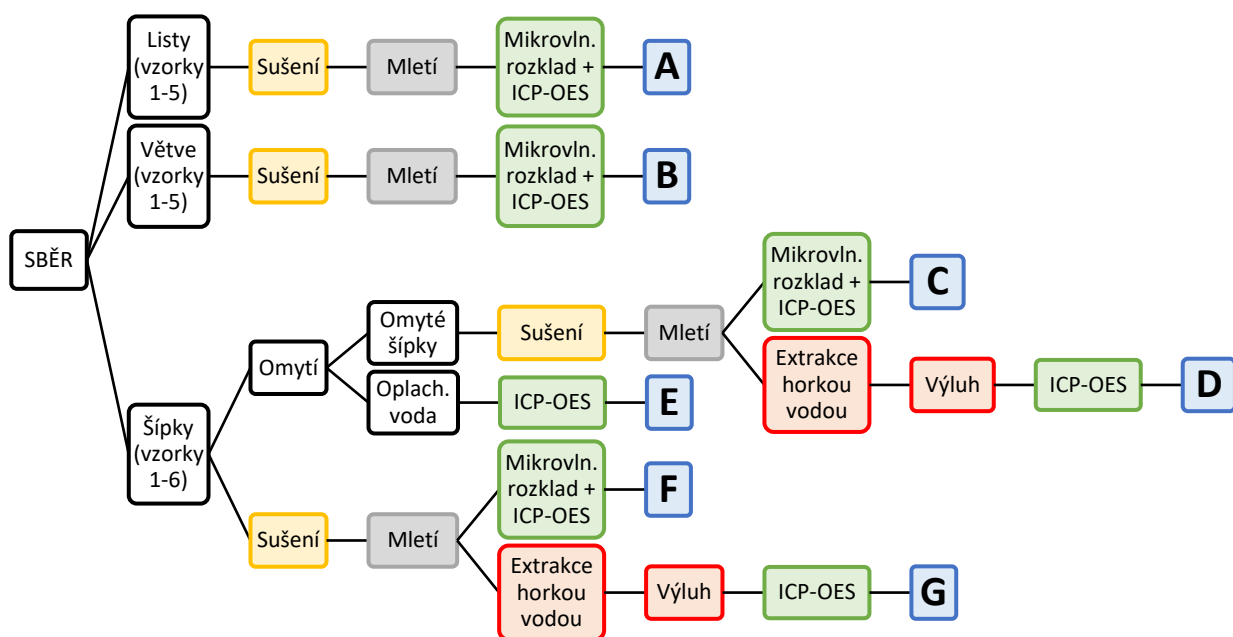 Listy
(vzorky
1-5)
Sušení
Mletí
Mikrovln.
rozklad +
ICP-OES
A
Větve
(vzorky
1-5)
Sušení
Mletí
Mikrovln.
rozklad +
ICP-OES
B
SBĚR
Šípky
(vzorky
1-6)
Omytí
Omyté
šípky
Sušení
Mletí
Mikrovln.
rozklad +
ICP-OES
C
Extrakce
horkou
vodou
Výluh
ICP-OES
D
Oplach.
voda
ICP-OES
E
Sušení
Mletí
Mikrovln.
rozklad +
ICP-OES
F
Extrakce
horkou
vodou
Výluh
ICP-OES
G